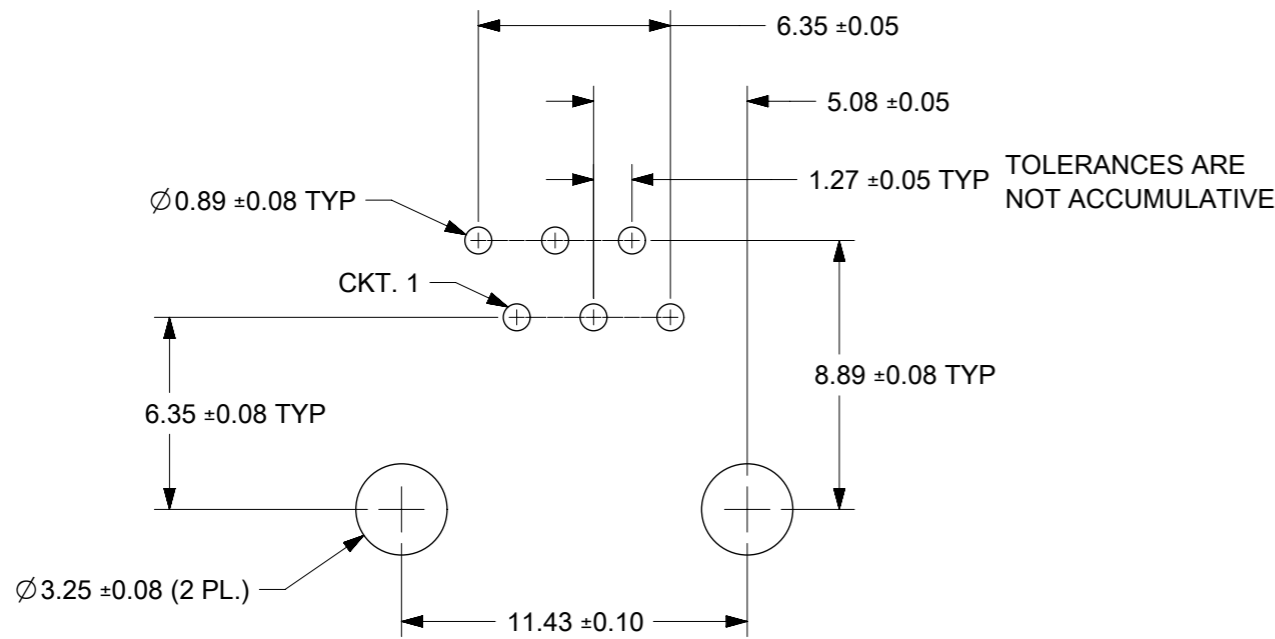 6.35 ±0.05
5.08 ±0.05
1.27 ±0.05 TYP
TOLERANCES ARE
NOT ACCUMULATIVE
∅0.89 ±0.08 TYP
CKT. 1
8.89 ±0.08 TYP
6.35 ±0.08 TYP
∅3.25 ±0.08 (2 PL.)
11.43 ±0.10